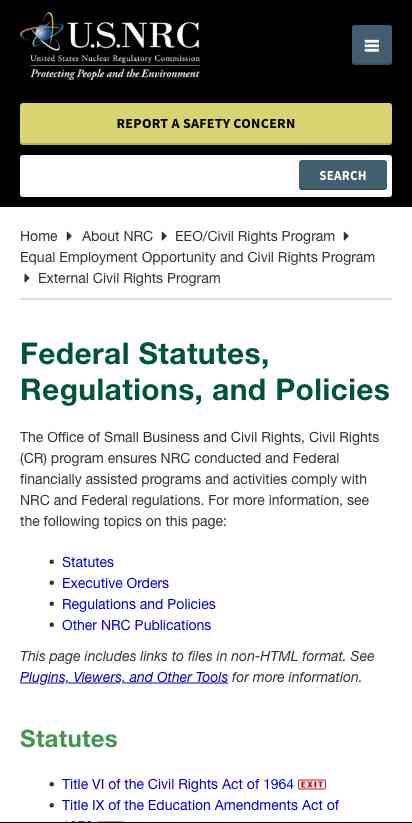 U.S.NRC
United States Nuclear Regulatory Commission
Protecting People and the Environment
REPORT A SAFETY CONCERN
SEARCH
Home About NRC EEO/Civil Rights Program
Equal Employment Opportunity and Civil Rights Program
External Civil Rights Program
Federal Statutes,
Regulations, and Policies
The Office of Small Business and Civil Rights, Civil Rights
(CR) program ensures NRC conducted and Federal
financially assisted programs and activities comply with
NRC and Federal regulations. For more information, see
the following topics on this page:
• Statutes
• Executive Orders
• Regulations and Policies
• Other NRC Publications
This page includes links to files in non-HTML format. See
Plugins, Viewers, and Other Tools for more information.
Statutes
• Title VI of the Civil Rights Act of 1964 EXIT
• Title IX of the Education Amendments Act of